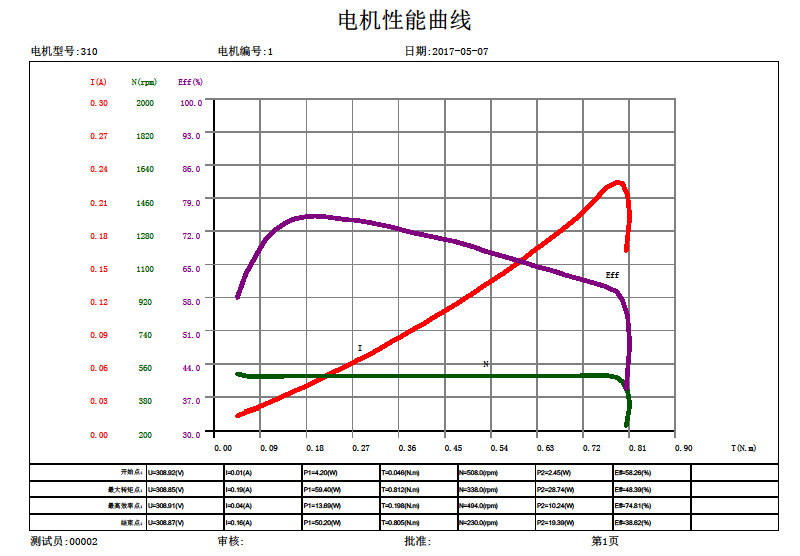 电机性能曲线
电机型号:310 电机编号:1 日期:2017-05-07
I(A) N(rpm) Eff(%)
0.30 2000 100.0
0.27 1820 93.0
0.24 1640 86.0
0.21 1460 79.0
0.18 1280 72.0
0.15 1100 65.0
Eff
0.12 920 58.0
0.09 740 51.0
I
0.06 560 44.0
N
0.03 380 37.0
0.00 200 30.0
0.00 0.09 0.18 0.27 0.36 0.45 0.54 0.63 0.72 0.81 0.90 T(N.m)
开始点: U=308.92(V) I=0.01(A) P1=4.20(W) T=0.046(N.m) N=508.0(rpm) P2=2.45(W) Eff=58.26(%)
最大转矩点: U=308.85(V) I=0.19(A) P1=59.40(W) T=0.812(N.m) N=338.0(rpm) P2=28.74(W) Eff=48.39(%)
最高效率点: U=308.91(V) I=0.04(A) P1=13.69(W) T=0.198(N.m) N=494.0(rpm) P2=10.24(W) Eff=74.81(%)
结束点: U=308.87(V) I=0.16(A) P1=50.20(W) T=0.805(N.m) N=230.0(rpm) P2=19.39(W) Eff=38.62(%)
测试员:00002 审核: 批准: 第1页